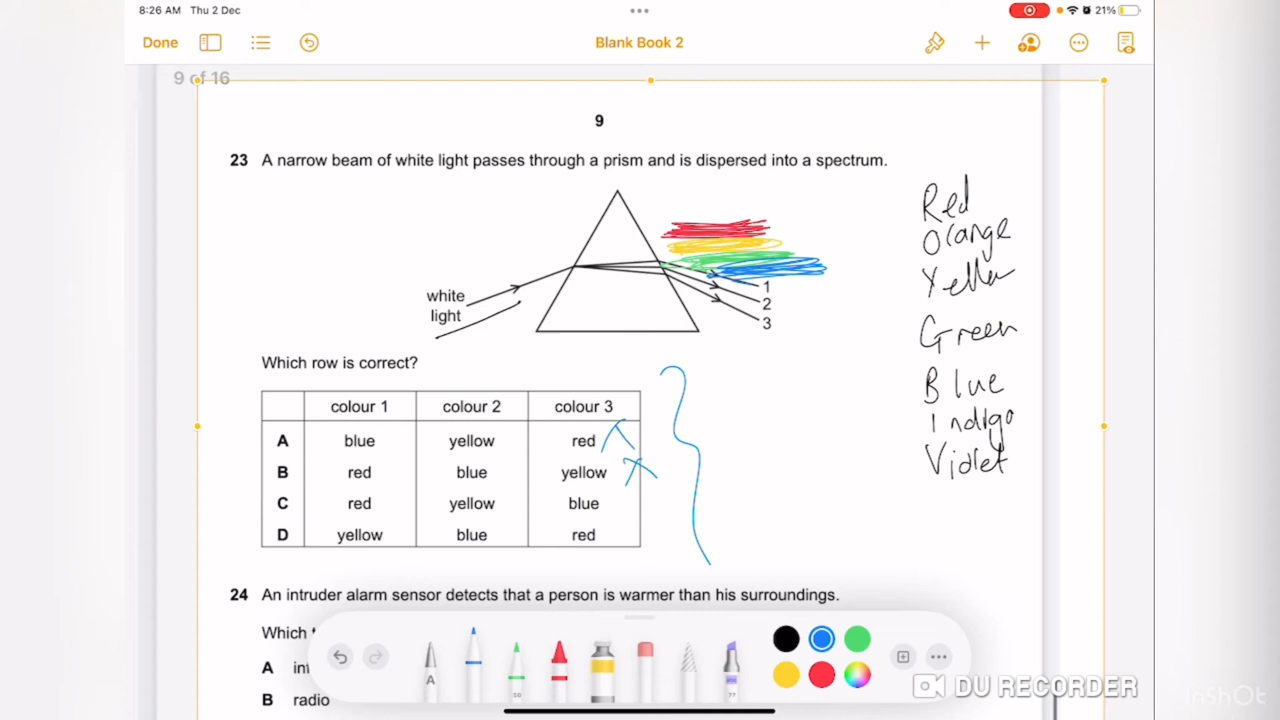 8:26 AM Thu 2 Dec
21%
Done
Blank Book 2
9 of 16
9
23 A narrow beam of white light passes through a prism and is dispersed into a spectrum.
white
light
1
2
3
Red
Orange
Yellow
Green
Blue
Indigo
Violet
Which row is correct?
colour 1 colour 2 colour 3
A blue yellow red
B red blue yellow
C red yellow blue
D yellow blue red
24 An intruder alarm sensor detects that a person is warmer than his surroundings.
Which
A
B radio
A
50
77
DU RECORDER
InShOt